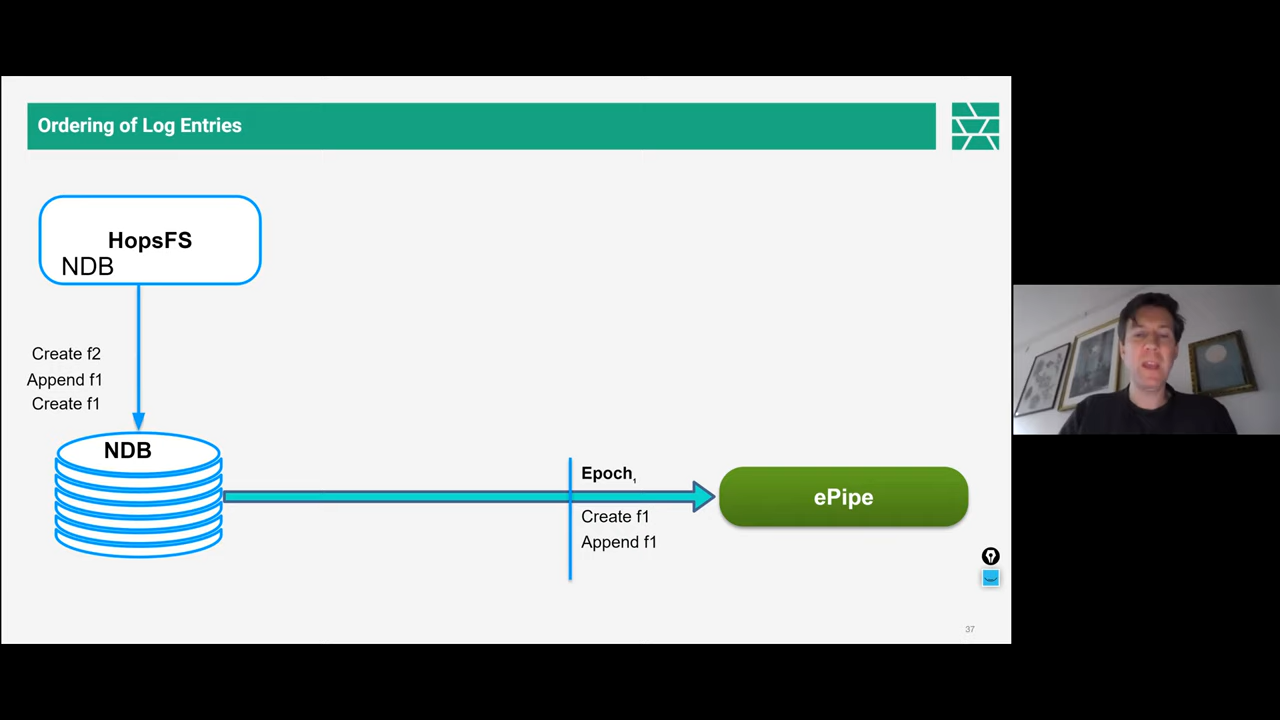 Ordering of Log Entries
HopsFS
NDB
Create f2
Append f1
Create f1
NDB
Epoch1
Create f1
Append f1
ePipe
37